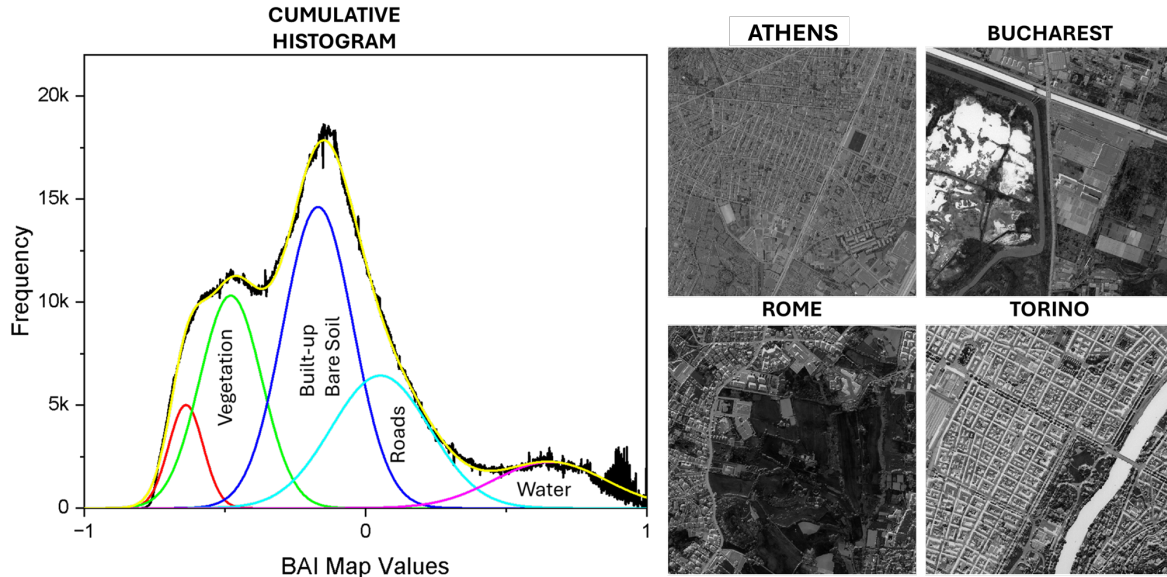 CUMULATIVE
HISTOGRAM
20k
15k
10k
5k
0
Frequency
Vegetation
Built-up
Bare Soil
Roads
Water
−1
0
1
BAI Map Values
ATHENS
BUCHAREST
ROME
TORINO